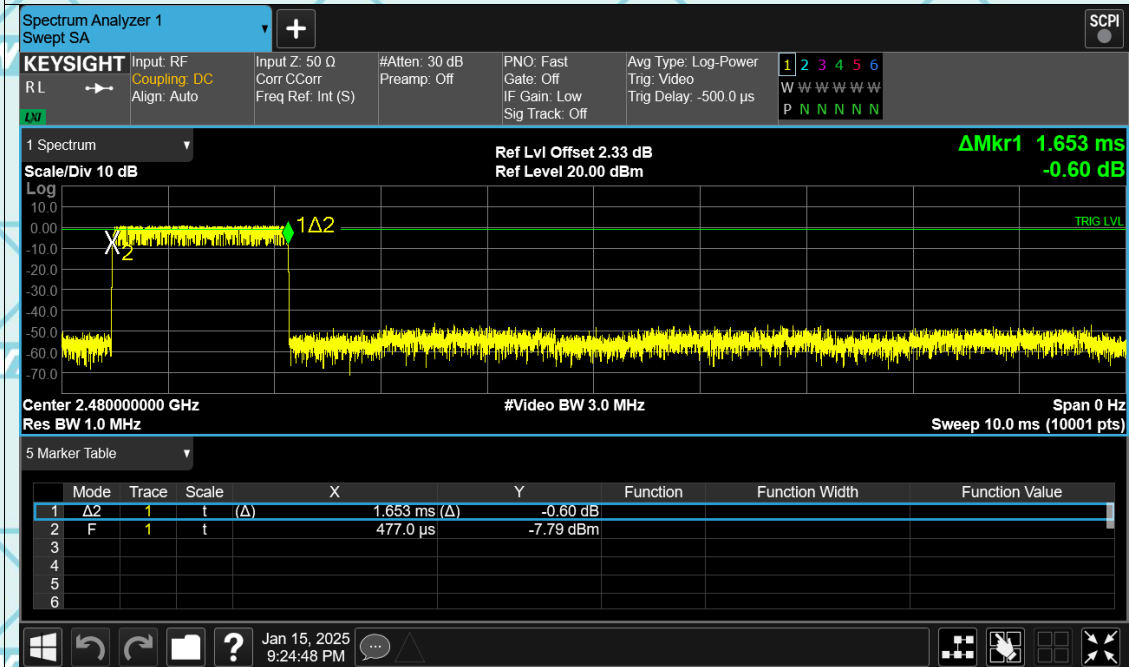 Spectrum Analyzer 1
Swept SA
+
SCPI
KEYSIGHT
RL
LXI
Input: RF
Coupling: DC
Align: Auto
Input Z: 50 Ω
Corr CCorr
Freq Ref: Int (S)
#Atten: 30 dB
Preamp: Off
PNO: Fast
Gate: Off
IF Gain: Low
Sig Track: Off
Avg Type: Log-Power
Trig: Video
Trig Delay: -500.0 µs
1 2 3 4 5 6
W W W W W W
P N N N N N
1 Spectrum
Scale/Div 10 dB
Ref Lvl Offset 2.33 dB
Ref Level 20.00 dBm
ΔMkr1 1.653 ms
-0.60 dB
Log
10.0
0.00
-10.0
-20.0
-30.0
-40.0
-50.0
-60.0
-70.0
1Δ2
2
TRIG LVL
Center 2.480000000 GHz
#Video BW 3.0 MHz
Span 0 Hz
Res BW 1.0 MHz
Sweep 10.0 ms (10001 pts)
5 Marker Table
Mode Trace Scale X Y Function Function Width Function Value
1 Δ2 1 t (Δ) 1.653 ms (Δ) -0.60 dB
2 F 1 t 477.0 µs -7.79 dBm
3
4
5
6
?
Jan 15, 2025
9:24:48 PM